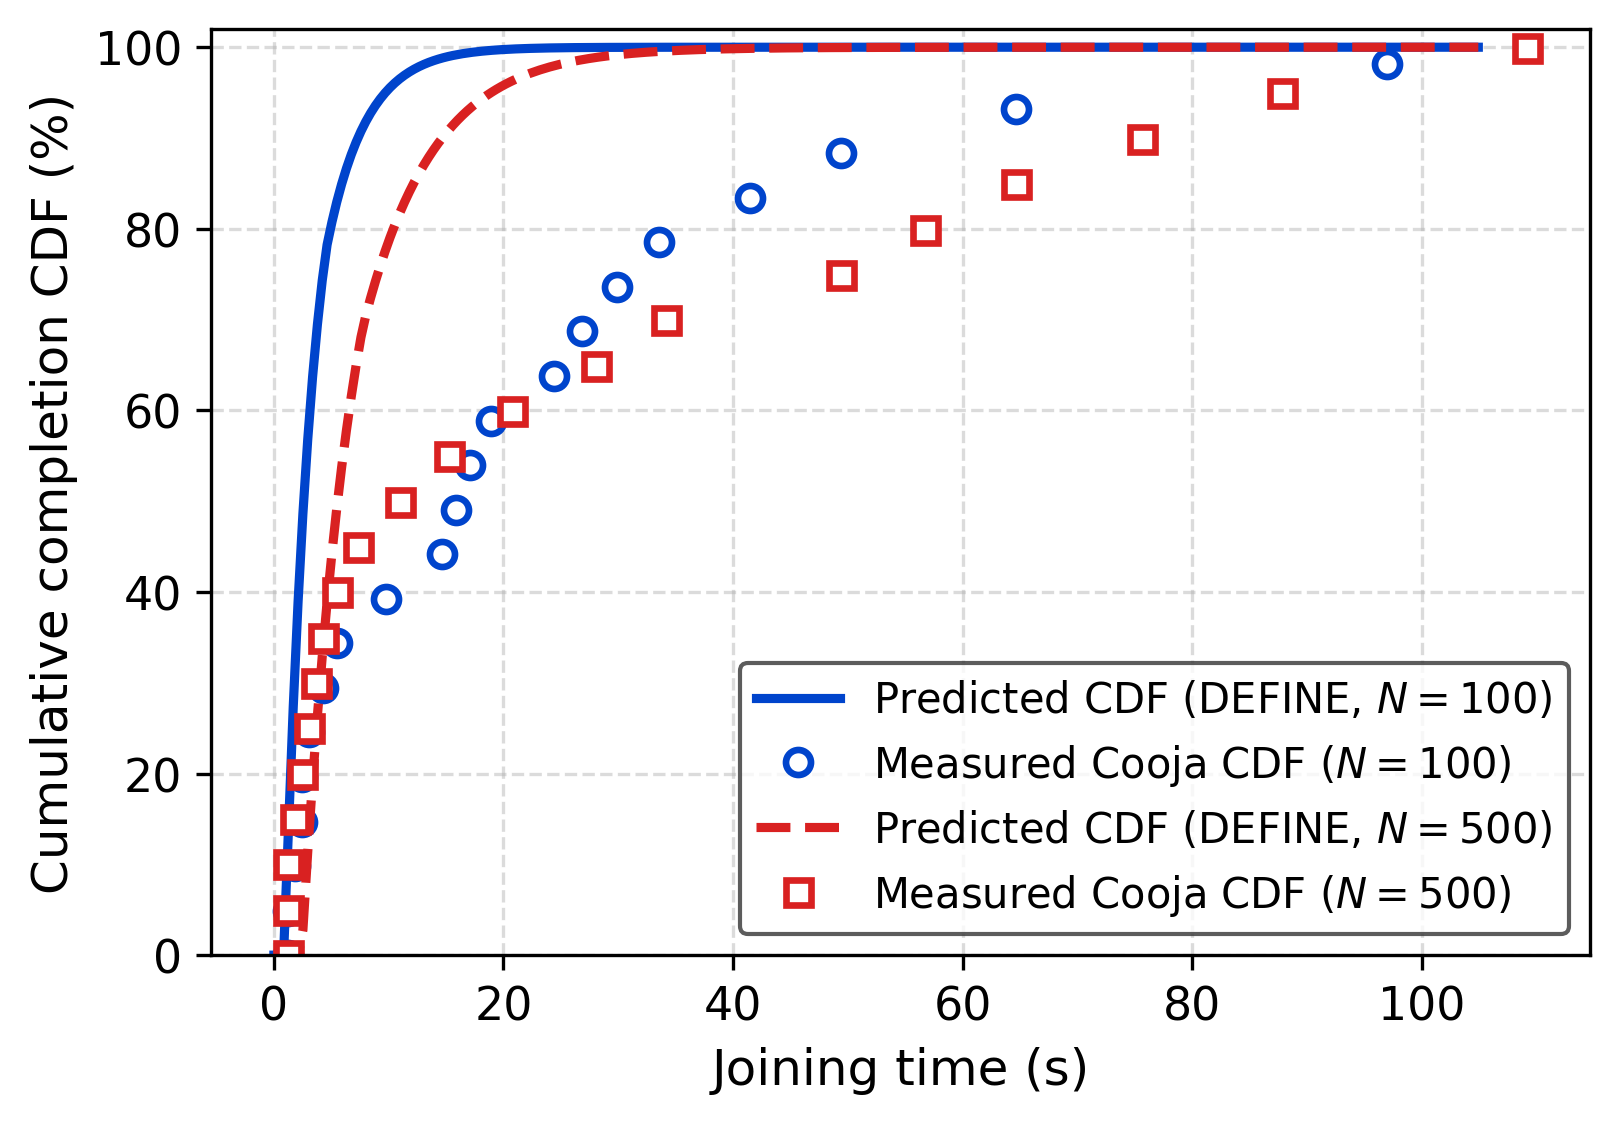 Cumulative completion CDF (%)
100
80
60
40
20
0
0 20 40 60 80 100
Joining time (s)
Predicted CDF (DEFINE, N = 100)
Measured Cooja CDF (N = 100)
Predicted CDF (DEFINE, N = 500)
Measured Cooja CDF (N = 500)